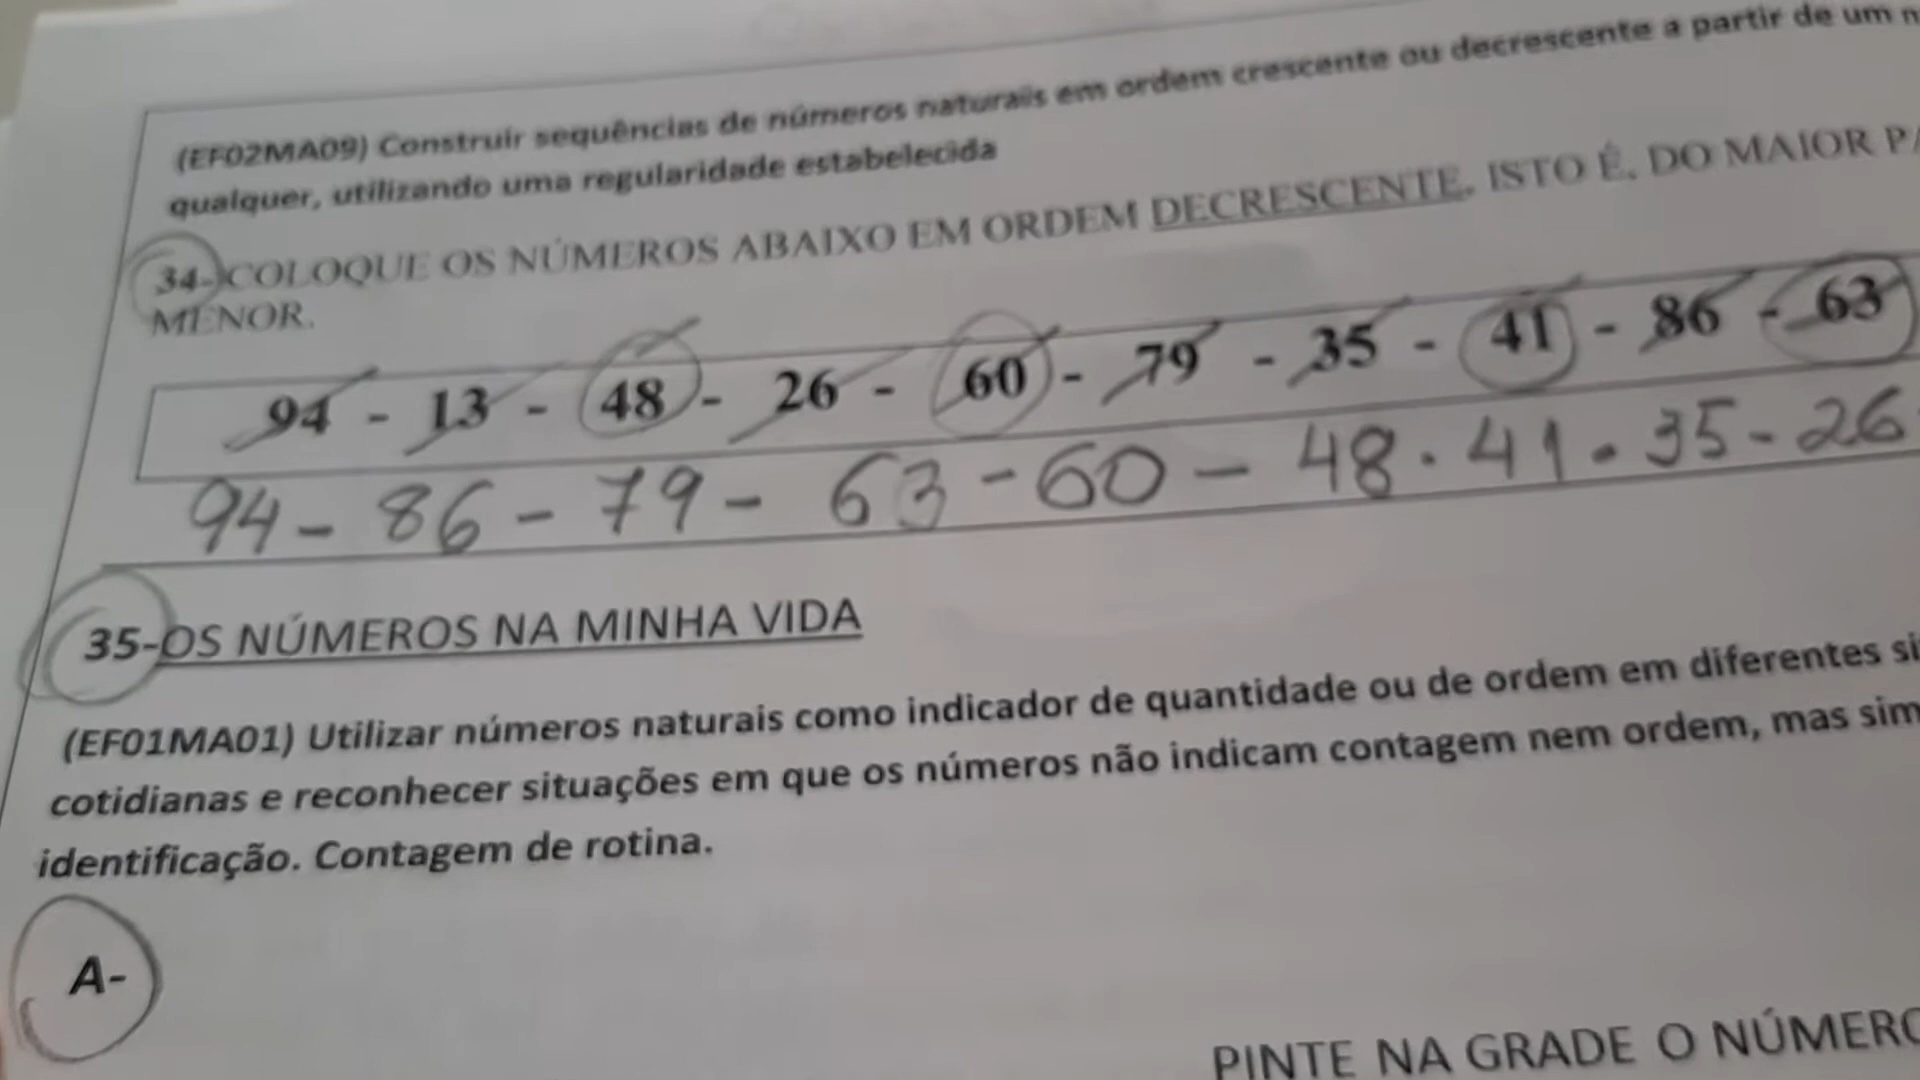 (EF02MA09) Construir sequências de números naturais em ordem crescente ou decrescente a partir de um
qualquer, utilizando uma regularidade estabelecida
34- COLOQUE OS NÚMEROS ABAIXO EM ORDEM DECRESCENTE, ISTO É, DO MAIOR
MENOR.
94 - 13 - 48 - 26 - 60 - 79 - 35 - 41 - 86 - 63
94 - 86 - 79 - 63 - 60 - 48 . 41 . 35 - 26
35-OS NÚMEROS NA MINHA VIDA
(EF01MA01) Utilizar números naturais como indicador de quantidade ou de ordem em diferentes
cotidianas e reconhecer situações em que os números não indicam contagem nem ordem, mas sim
identificação. Contagem de rotina.
A-
PINTE NA GRADE O NÚMERO